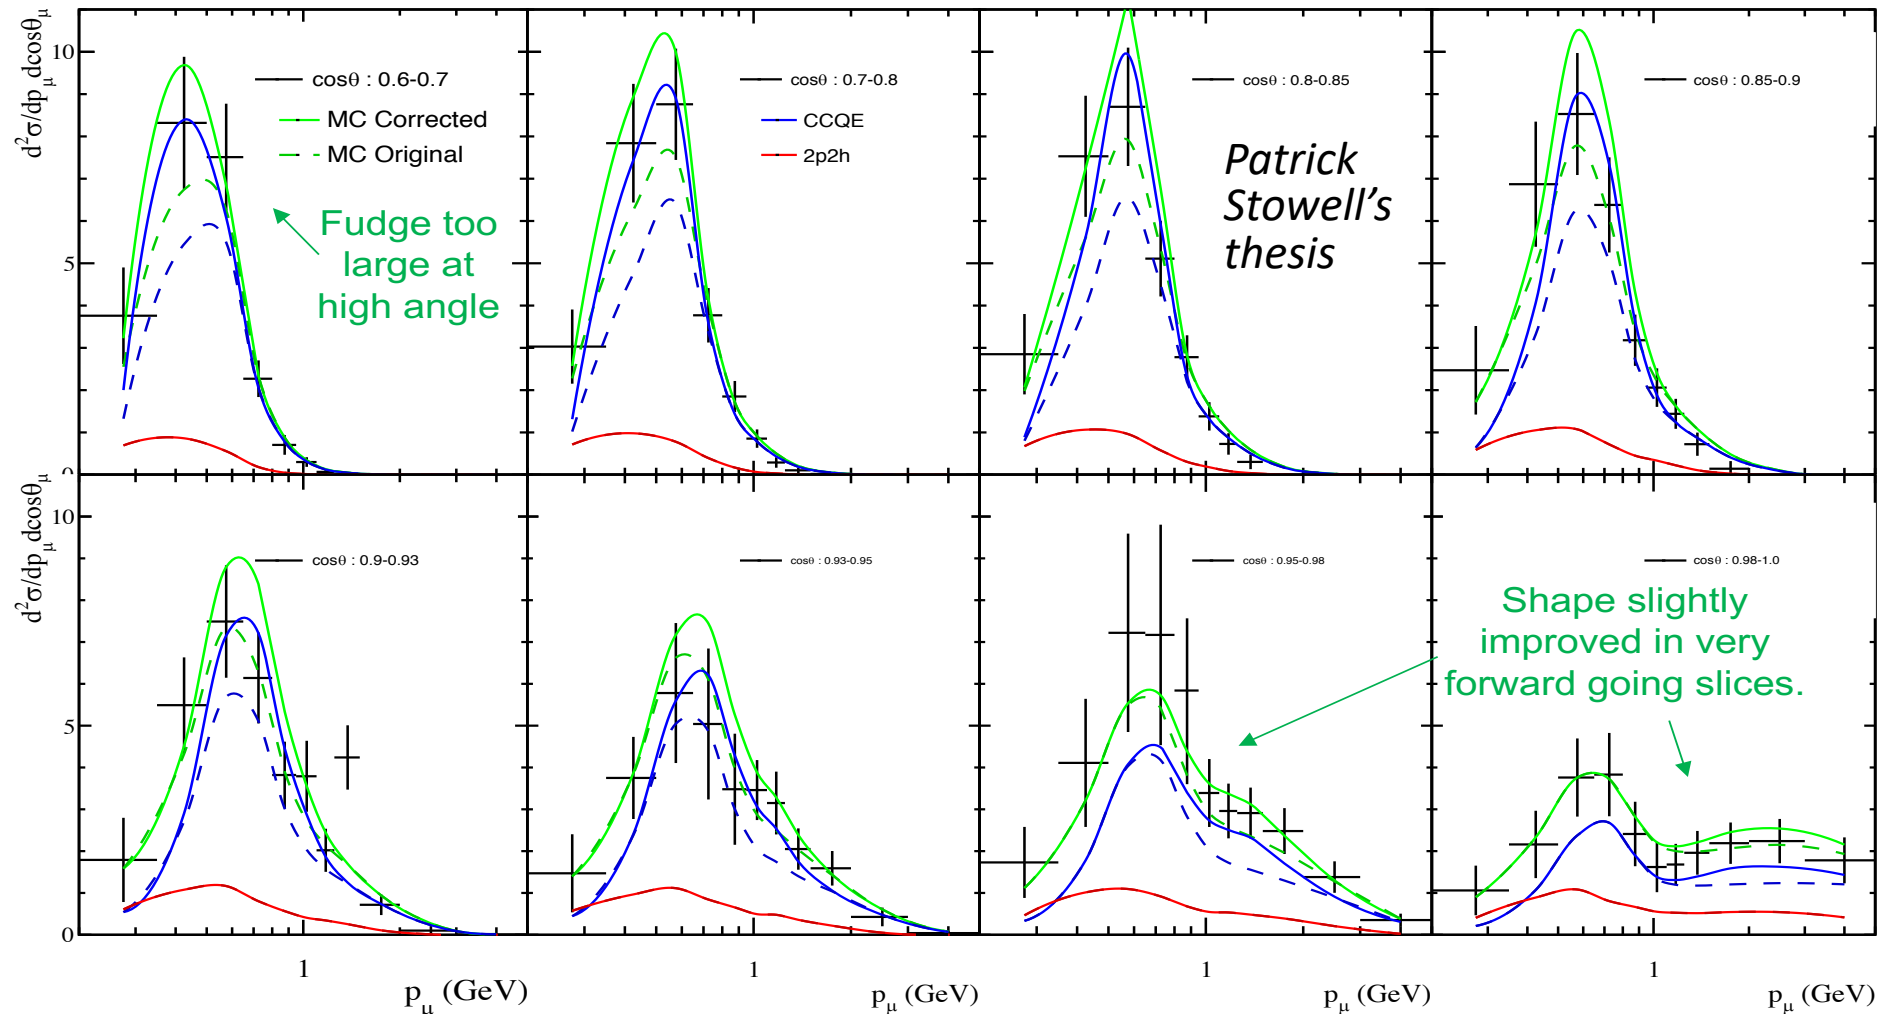 d²σ/dp_μ dcosθ_μ
10
5
0
cosθ : 0.6-0.7
MC Corrected
MC Original
Fudge too
large at
high angle
cosθ : 0.7-0.8
CCQE
2p2h
cosθ : 0.8-0.85
Patrick
Stowell’s
thesis
cosθ : 0.85-0.9
d²σ/dp_μ dcosθ_μ
10
5
0
cosθ : 0.9-0.93
cosθ : 0.93-0.95
cosθ : 0.95-0.98
cosθ : 0.98-1.0
Shape slightly
improved in very
forward going slices.
1
1
1
1
p_μ (GeV)
p_μ (GeV)
p_μ (GeV)
p_μ (GeV)